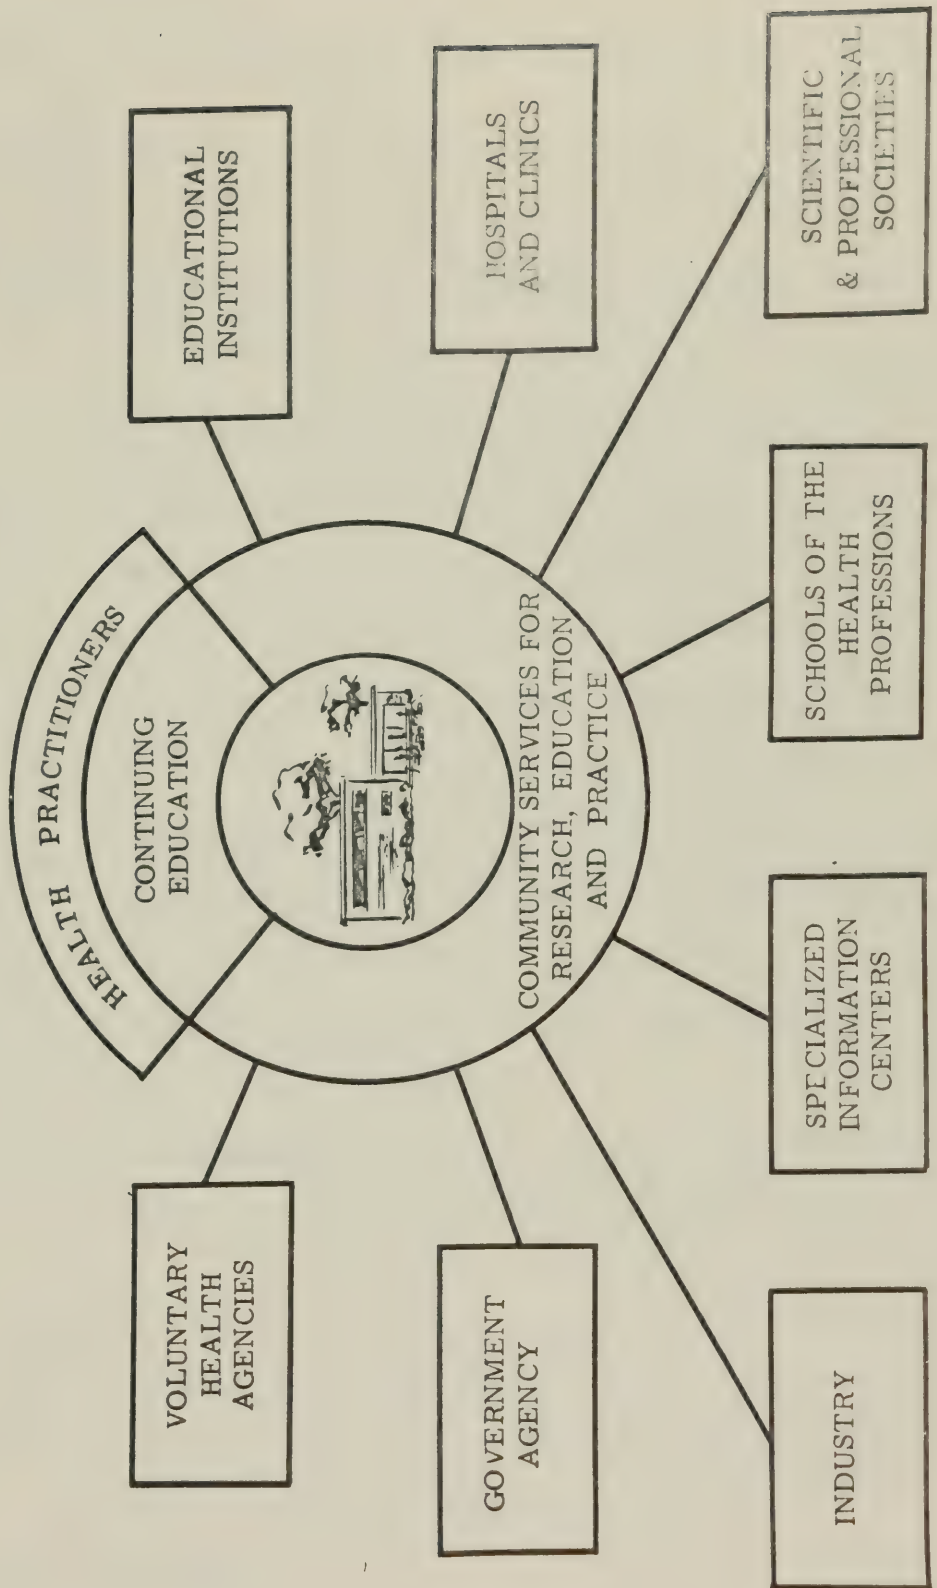 HEALTH PRACTITIONERS
CONTINUING
EDUCATION
COMMUNITY SERVICES FOR
RESEARCH, EDUCATION
AND PRACTICE
VOLUNTARY
HEALTH
AGENCIES
EDUCATIONAL
INSTITUTIONS
GOVERNMENT
AGENCY
HOSPITALS
AND CLINICS
INDUSTRY
SPECIALIZED
INFORMATION
CENTERS
SCHOOLS OF THE
HEALTH
PROFESSIONS
SCIENTIFIC
& PROFESSIONAL
SOCIETIES